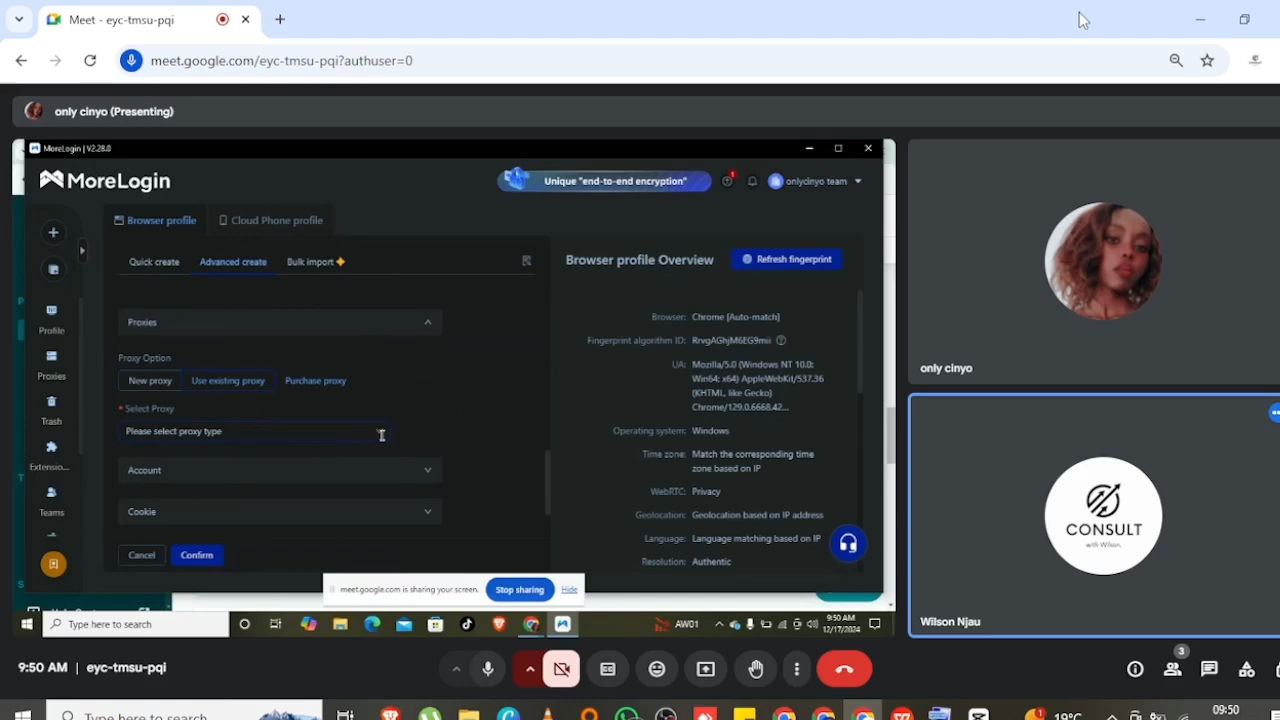 Meet - eyc-tmsu-pqi
meet.google.com/eyc-tmsu-pqi?authuser=0
only cinyo (Presenting)
MoreLogin | V2.28.0
MoreLogin
Unique "end-to-end encryption"
1
onlycinyo team
Browser profile
Cloud Phone profile
Quick create
Advanced create
Bulk import
Browser profile Overview
Refresh fingerprint
Profile
Proxies
Trash
Extensio...
Teams
Proxies
Proxy Option
New proxy
Use existing proxy
Purchase proxy
* Select Proxy
Please select proxy type
Account
Cookie
Cancel
Confirm
Browser: Chrome [Auto-match]
Fingerprint algorithm ID: RrvgAGhjM6EG9mii
UA: Mozilla/5.0 (Windows NT 10.0;
Win64; x64) AppleWebKit/537.36
(KHTML, like Gecko)
Chrome/129.0.6668.42...
Operating system: Windows
Time zone: Match the corresponding time
zone based on IP
WebRTC: Privacy
Geolocation: Geolocation based on IP address
Language: Language matching based on IP
Resolution: Authentic
meet.google.com is sharing your screen.
Stop sharing
Hide
Type here to search
AW01
9:50 AM
12/17/2024
only cinyo
CONSULT
with Wilson.
Wilson Njau
9:50 AM | eyc-tmsu-pqi
3
Type here to search
19°C
09:50